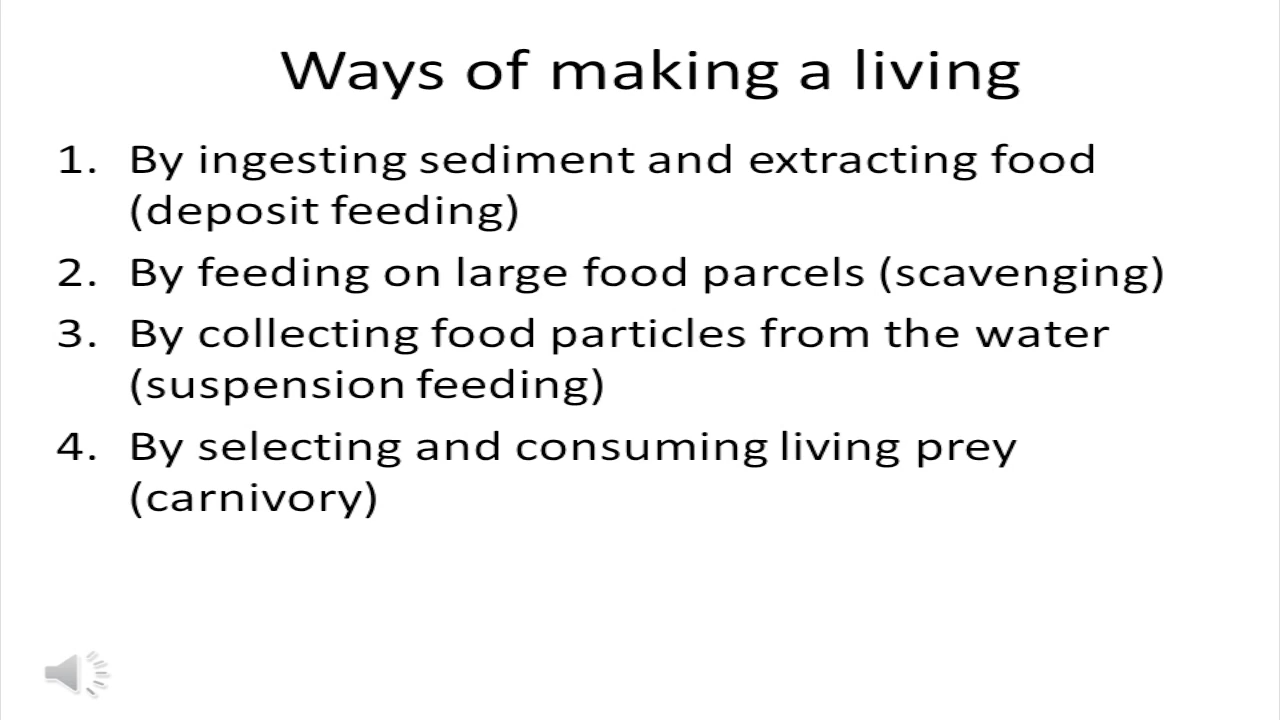 Ways of making a living
1. By ingesting sediment and extracting food
(deposit feeding)
2. By feeding on large food parcels (scavenging)
3. By collecting food particles from the water
(suspension feeding)
4. By selecting and consuming living prey
(carnivory)